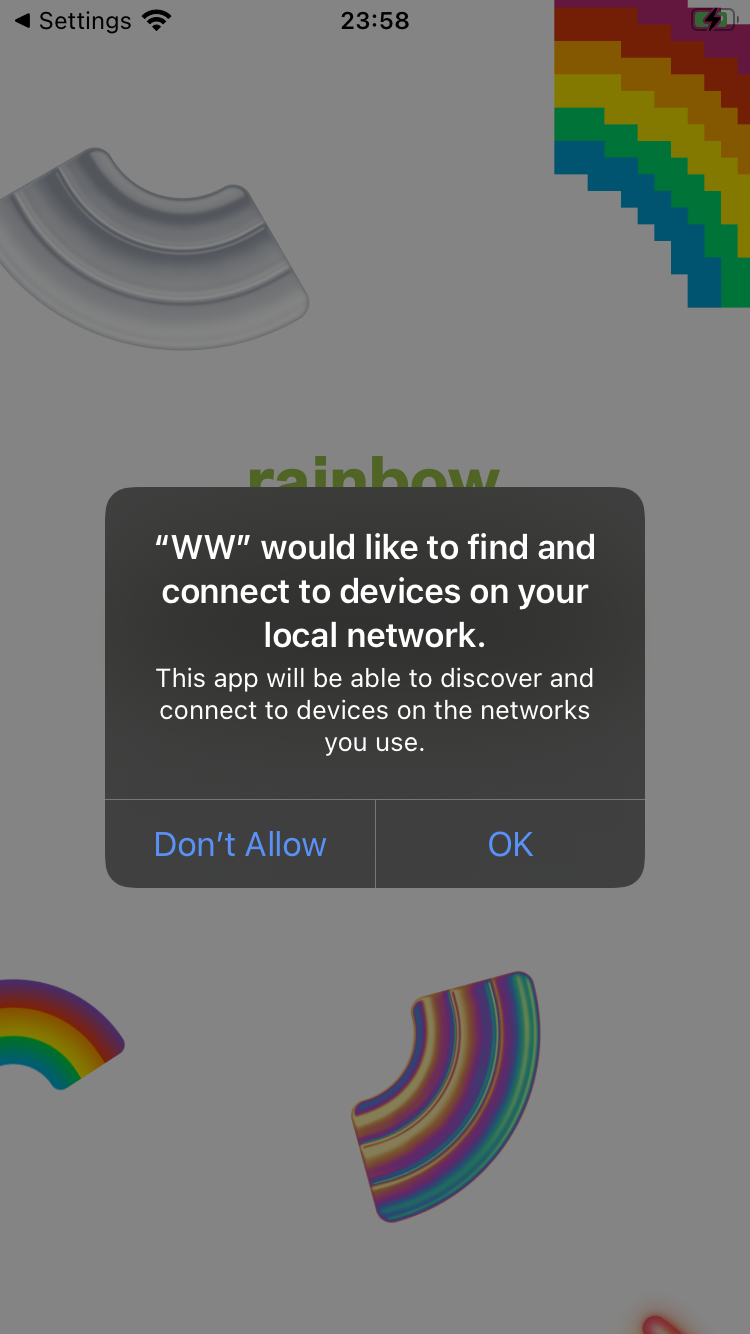 Settings 23:58
rainbow
“WW” would like to find and
connect to devices on your
local network.
This app will be able to discover and
connect to devices on the networks
you use.
Don’t Allow OK